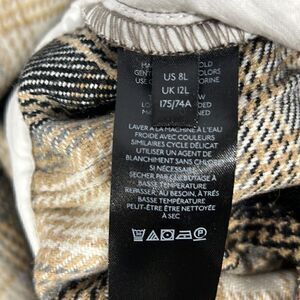 US 8L
UK 12L
175/74A
LAVER À LA MACHINE À L'EAU
FROIDE AVEC COULEURS
SIMILAIRES CYCLE DÉLICAT
UTILISER UN AGENT DE
BLANCHIMENT SANS CHLORE
SI NÉCESSAIRE
SÉCHER PAR CULBUTAGE À
BASSE TEMPÉRATURE
REPASSER, AU BESOIN, À TRÈS
BASSE TEMPÉRATURE
PEUT-ÊTRE ÊTRE NETTOYÉE
À SEC
P